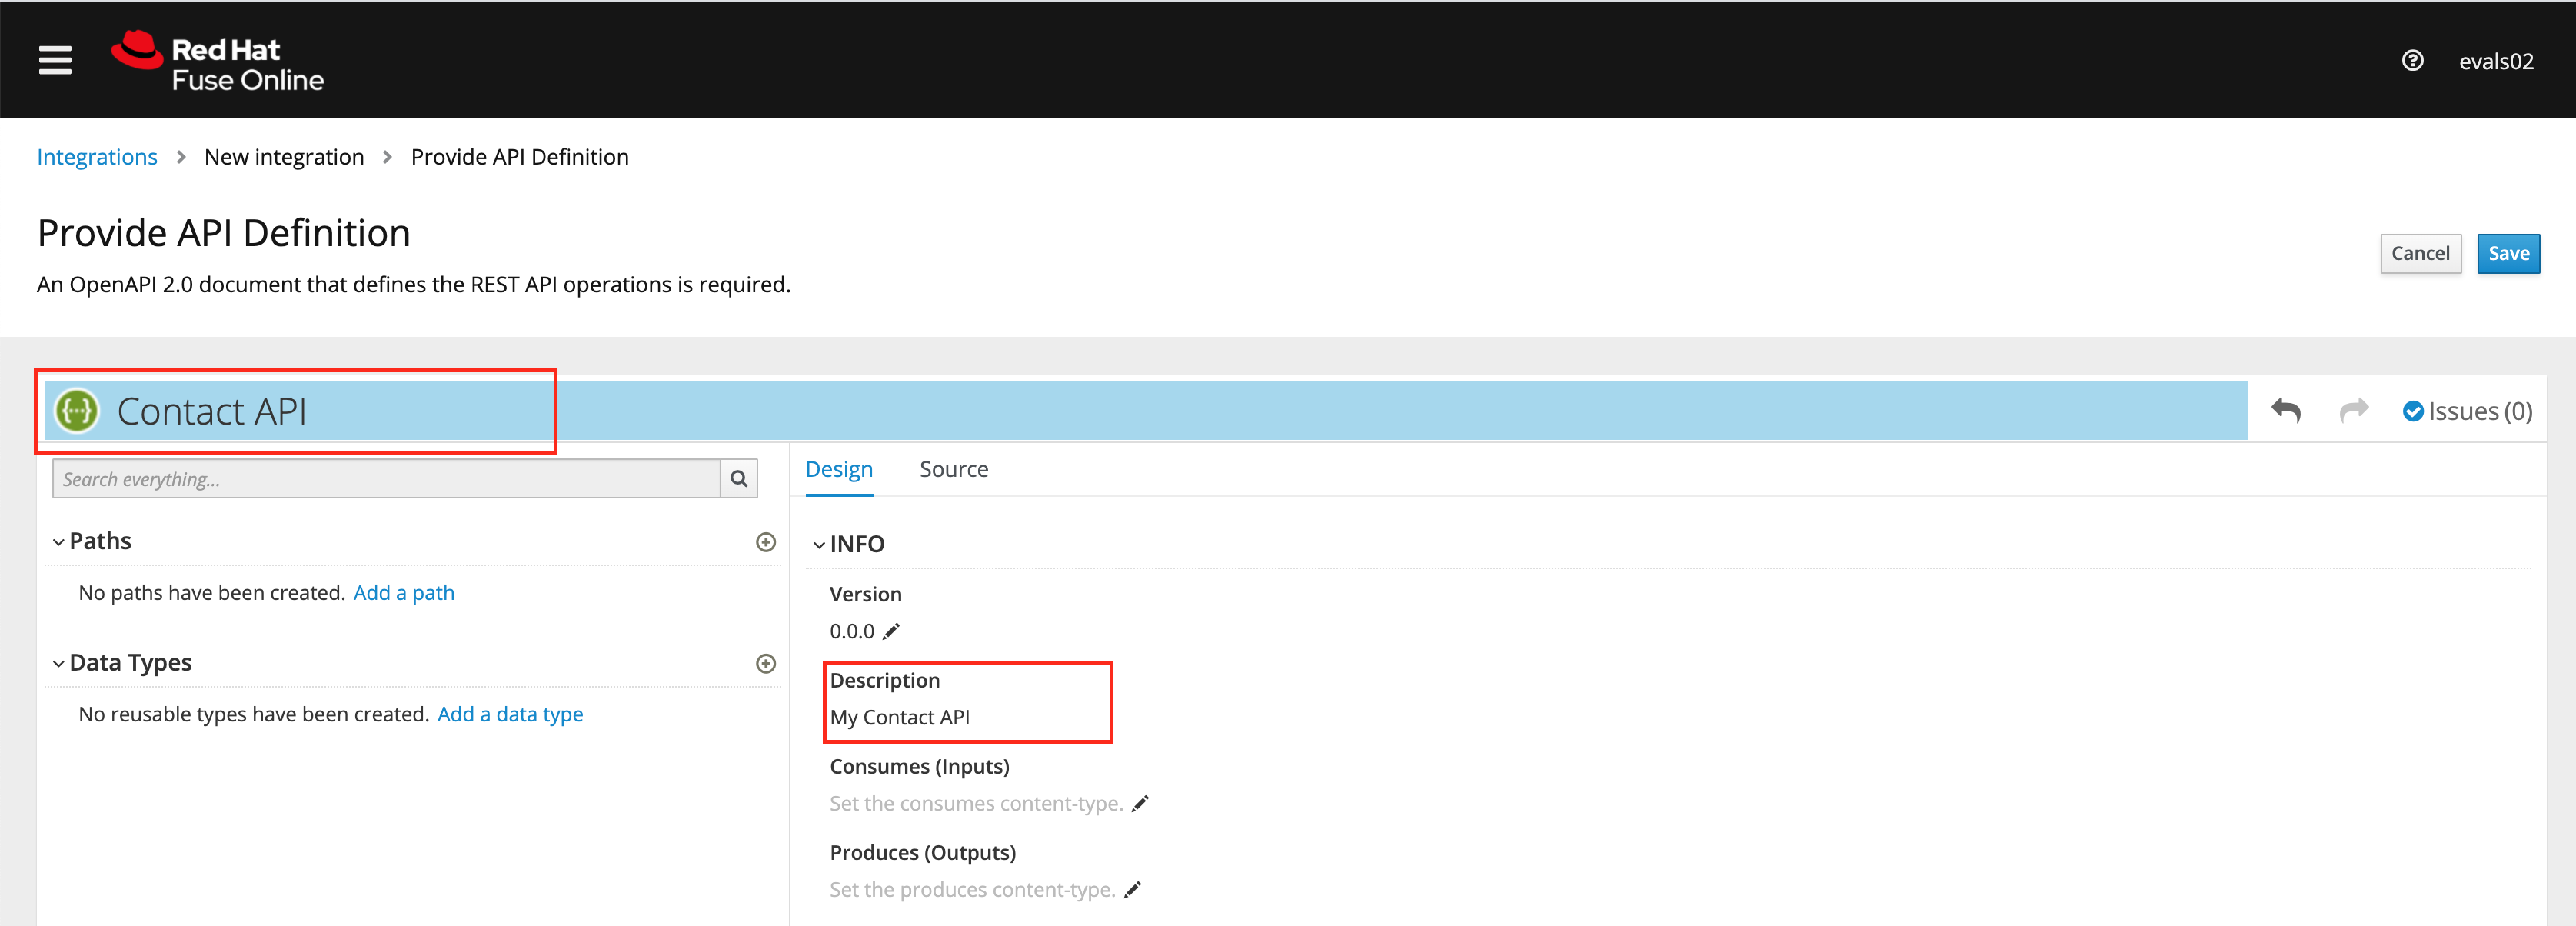 Red Hat
Fuse Online
evals02
Integrations > New integration > Provide API Definition
Provide API Definition
Cancel Save
An OpenAPI 2.0 document that defines the REST API operations is required.
Contact API
Issues (0)
Search everything...
Paths
No paths have been created. Add a path
Data Types
No reusable types have been created. Add a data type
Design Source
INFO
Version
0.0.0
Description
My Contact API
Consumes (Inputs)
Set the consumes content-type.
Produces (Outputs)
Set the produces content-type.